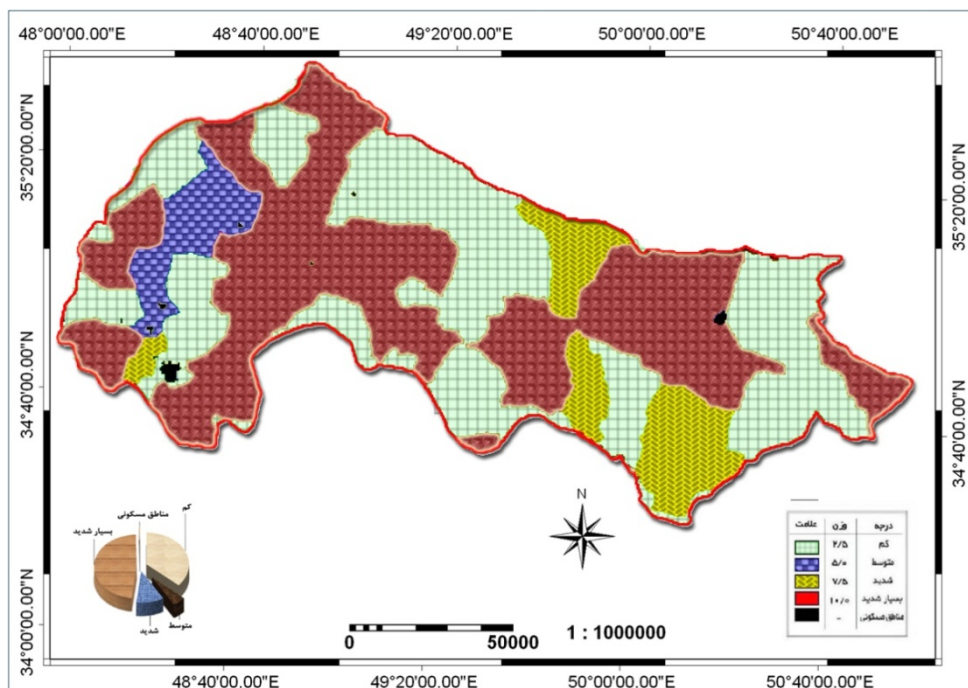 48°00'00.00"E 48°40'00.00"E 49°20'00.00"E 50°00'00.00"E 50°40'00.00"E
35°20'00.00"N
35°20'00.00"N
34°40'00.00"N
34°40'00.00"N
34°00'00.00"N
N
مناطق مسکونی
کم
بسیار شدید
متوسط
شدید
0 50000
1 : 1000000
درجه وزن علامت
کم ۲/۵
متوسط ۵/۰
شدید ۷/۵
بسیار شدید ۱۰/۰
مناطق مسکونی -
48°40'00.00"E 49°20'00.00"E 50°00'00.00"E 50°40'00.00"E